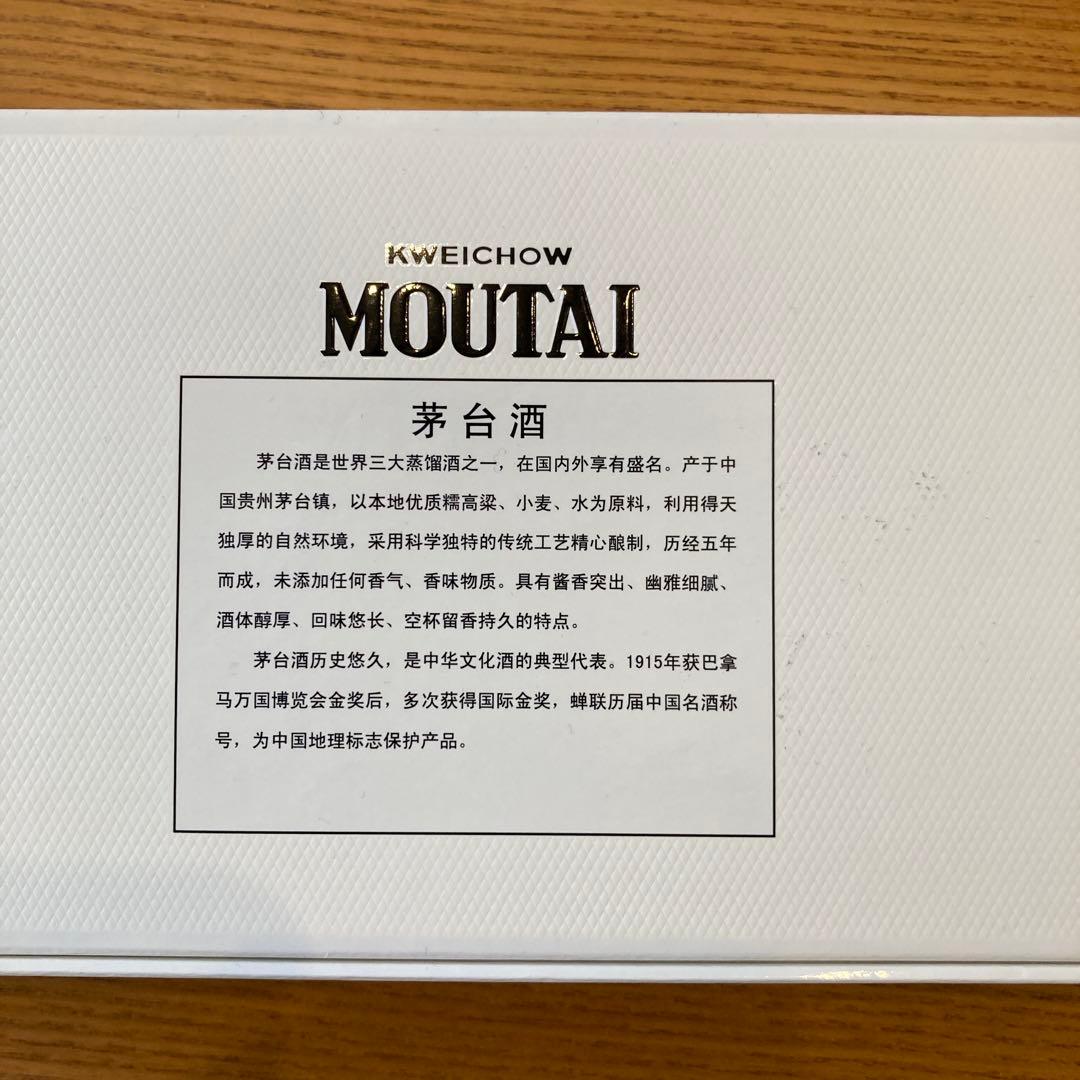 KWEICHOW
MOUTAI
茅台酒
茅台酒是世界三大蒸馏酒之一，在国内外享有盛名。产于中
国贵州茅台镇，以本地优质糯高粱、小麦、水为原料，利用得天
独厚的自然环境，采用科学独特的传统工艺精心酿制，历经五年
而成，未添加任何香气、香味物质。具有酱香突出、幽雅细腻、
酒体醇厚、回味悠长、空杯留香持久的特点。
茅台酒历史悠久，是中华文化酒的典型代表。1915年获巴拿
马万国博览会金奖后，多次获得国际金奖，蝉联历届中国名酒称
号，为中国地理标志保护产品。